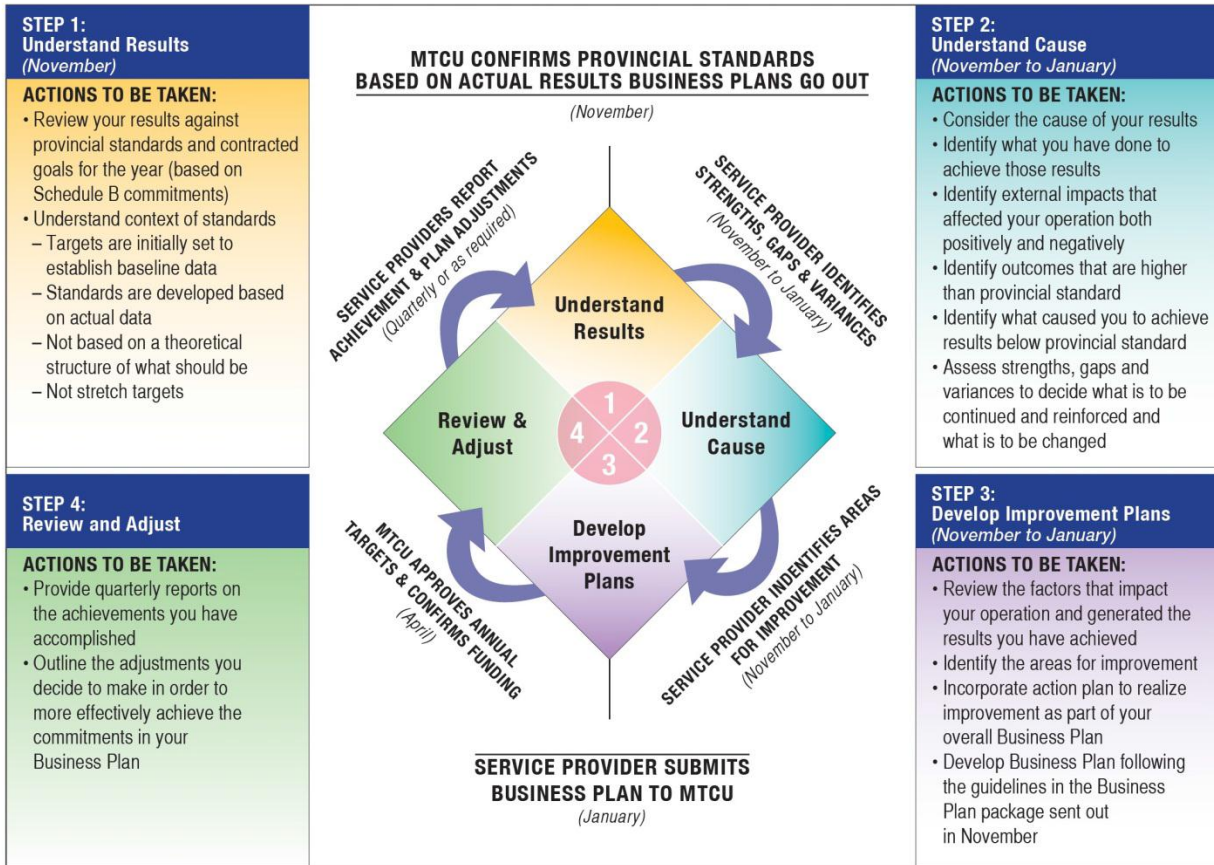 STEP 1:
Understand Results
(November)
ACTIONS TO BE TAKEN:
• Review your results against
provincial standards and contracted
goals for the year (based on
Schedule B commitments)
• Understand context of standards
– Targets are initially set to
establish baseline data
– Standards are developed based
on actual data
– Not based on a theoretical
structure of what should be
– Not stretch targets
MTCU CONFIRMS PROVINCIAL STANDARDS
BASED ON ACTUAL RESULTS BUSINESS PLANS GO OUT
(November)
SERVICE PROVIDERS REPORT
ACHIEVEMENT & PLAN ADJUSTMENTS
(Quarterly or as required)
SERVICE PROVIDER IDENTIFIES
STRENGTHS, GAPS & VARIANCES
(November to January)
Understand
Results
Review &
Adjust
1
4
2
3
Understand
Cause
Develop
Improvement
Plans
MTCU APPROVES ANNUAL
TARGETS & CONFIRMS FUNDING
(April)
SERVICE PROVIDER INDENTIFIES AREAS
FOR IMPROVEMENT
(November to January)
SERVICE PROVIDER SUBMITS
BUSINESS PLAN TO MTCU
(January)
STEP 2:
Understand Cause
(November to January)
ACTIONS TO BE TAKEN:
• Consider the cause of your results
• Identify what you have done to
achieve those results
• Identify external impacts that
affected your operation both
positively and negatively
• Identify outcomes that are higher
than provincial standard
• Identify what caused you to achieve
results below provincial standard
• Assess strengths, gaps and
variances to decide what is to be
continued and reinforced and
what is to be changed
STEP 4:
Review and Adjust
ACTIONS TO BE TAKEN:
• Provide quarterly reports on
the achievements you have
accomplished
• Outline the adjustments you
decide to make in order to
more effectively achieve the
commitments in your
Business Plan
STEP 3:
Develop Improvement Plans
(November to January)
ACTIONS TO BE TAKEN:
• Review the factors that impact
your operation and generated the
results you have achieved
• Identify the areas for improvement
• Incorporate action plan to realize
improvement as part of your
overall Business Plan
• Develop Business Plan following
the guidelines in the Business
Plan package sent out
in November